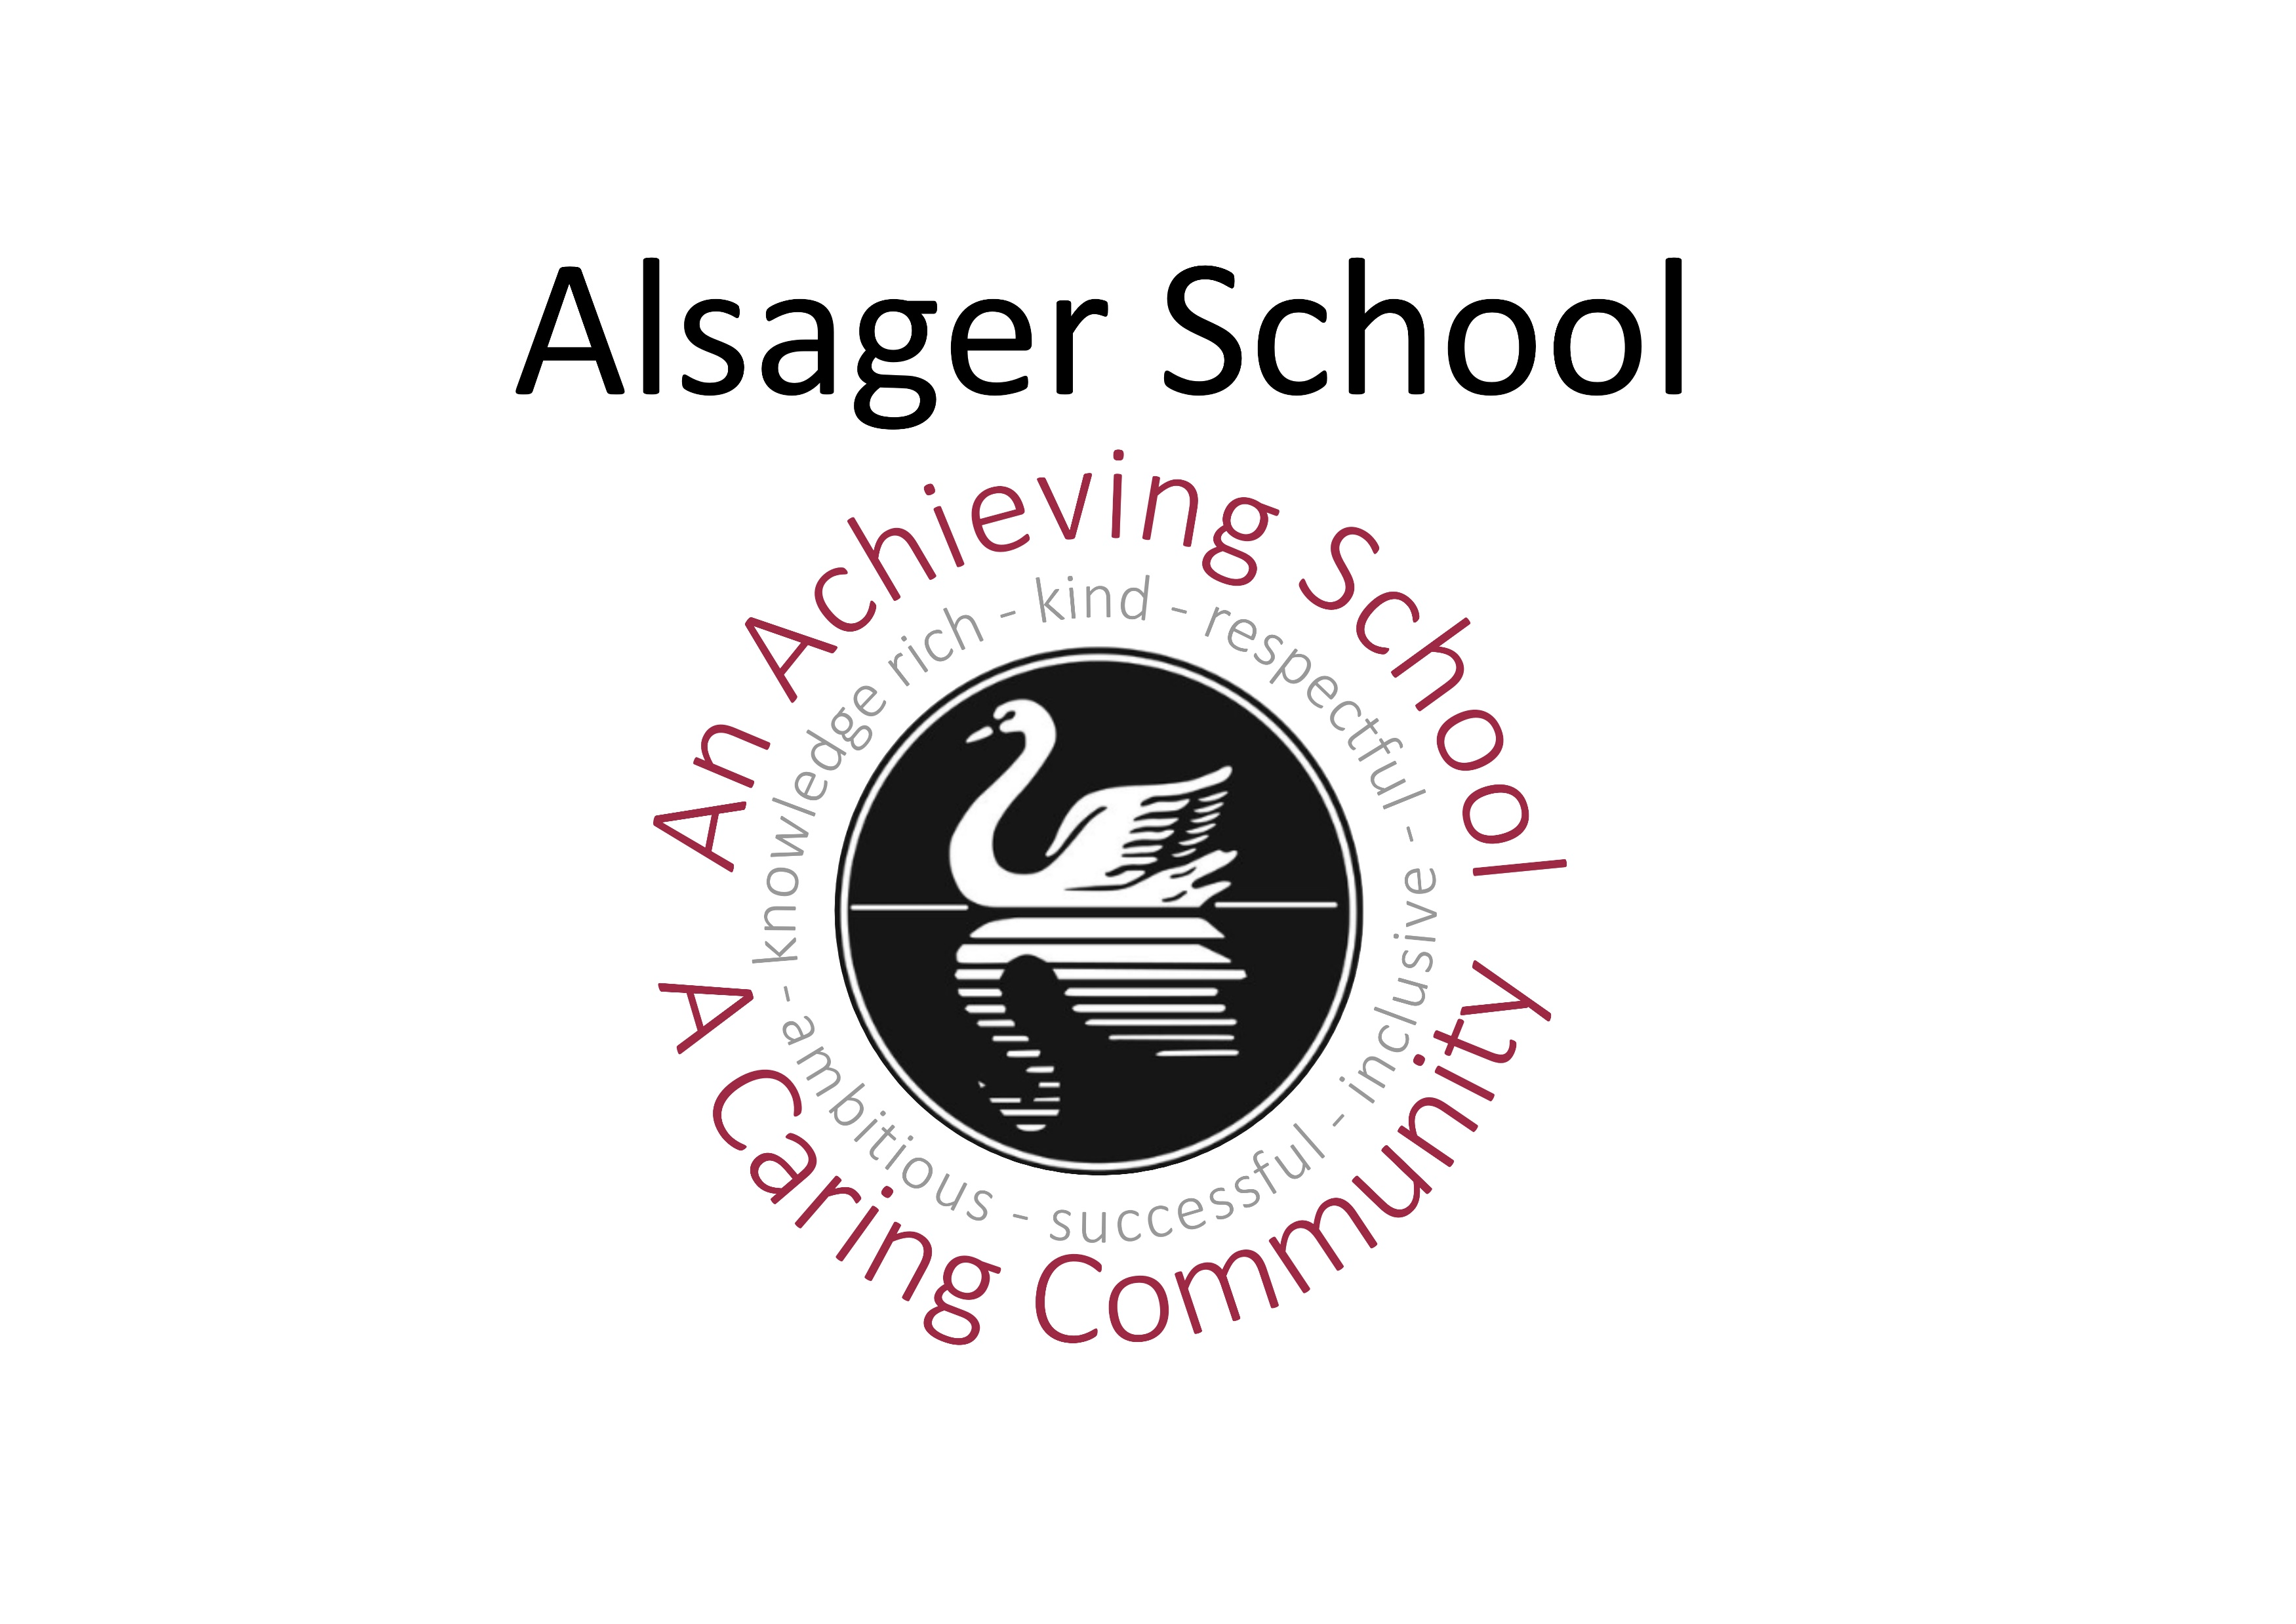 Alsager School
An Achieving School
knowledge rich - kind - respectful - inclusive -
- ambitious - successful -
A Caring Community